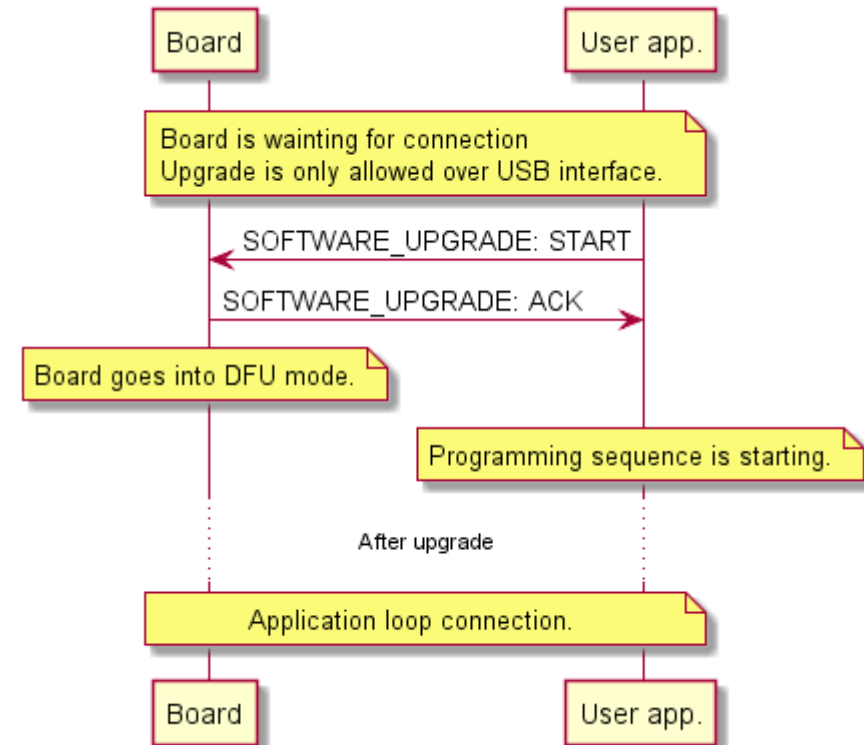 Board
User app.
Board is wainting for connection
Upgrade is only allowed over USB interface.
SOFTWARE_UPGRADE: START
SOFTWARE_UPGRADE: ACK
Board goes into DFU mode.
Programming sequence is starting.
After upgrade
Application loop connection.
Board
User app.